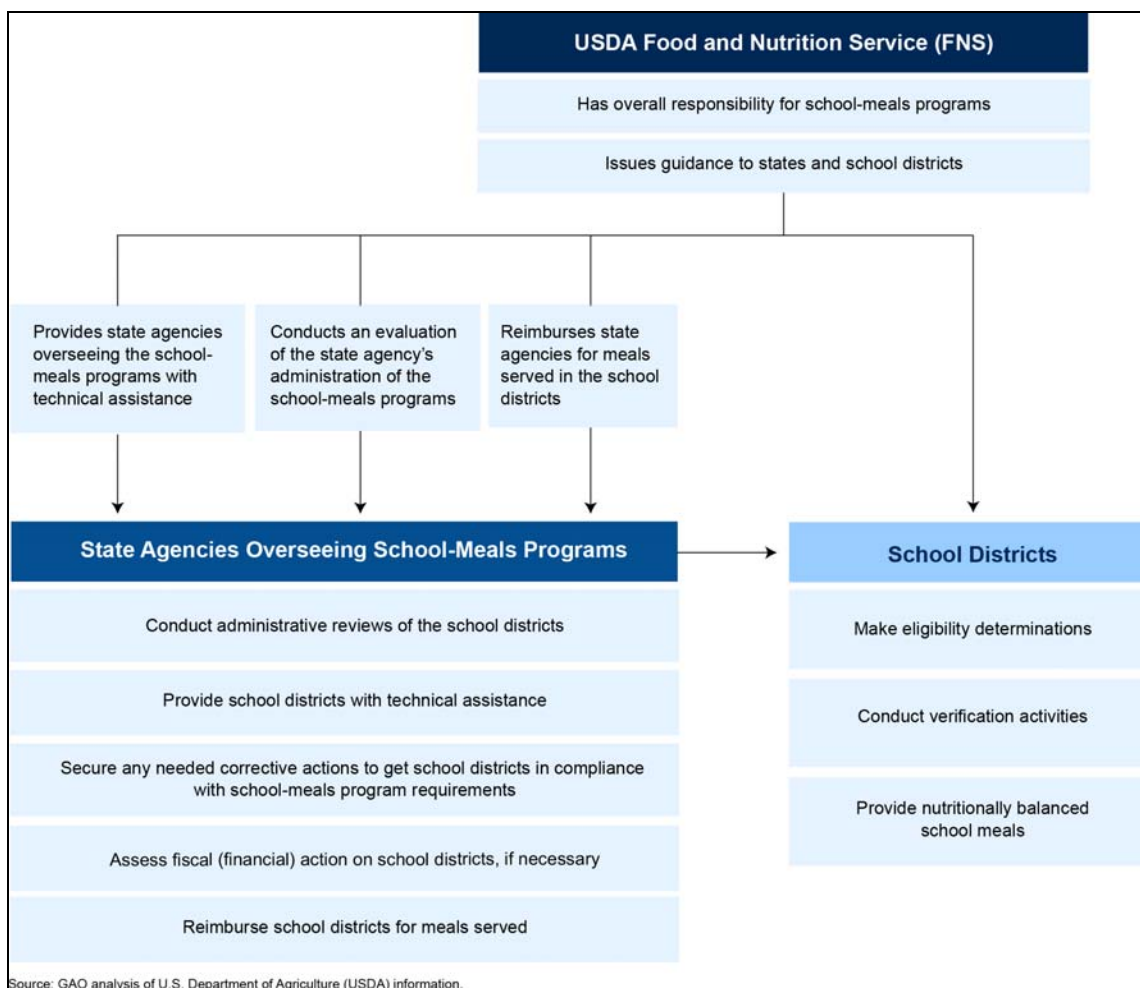 USDA Food and Nutrition Service (FNS)
Has overall responsibility for school-meals programs
Issues guidance to states and school districts
Provides state agencies
overseeing the school-
meals programs with
technical assistance
Conducts an evaluation
of the state agency's
administration of the
school-meals programs
Reimburses state
agencies for meals
served in the school
districts
State Agencies Overseeing School-Meals Programs
Conduct administrative reviews of the school districts
Provide school districts with technical assistance
Secure any needed corrective actions to get school districts in compliance
with school-meals program requirements
Assess fiscal (financial) action on school districts, if necessary
Reimburse school districts for meals served
School Districts
Make eligibility determinations
Conduct verification activities
Provide nutritionally balanced
school meals
Source: GAO analysis of U.S. Department of Agriculture (USDA) information.